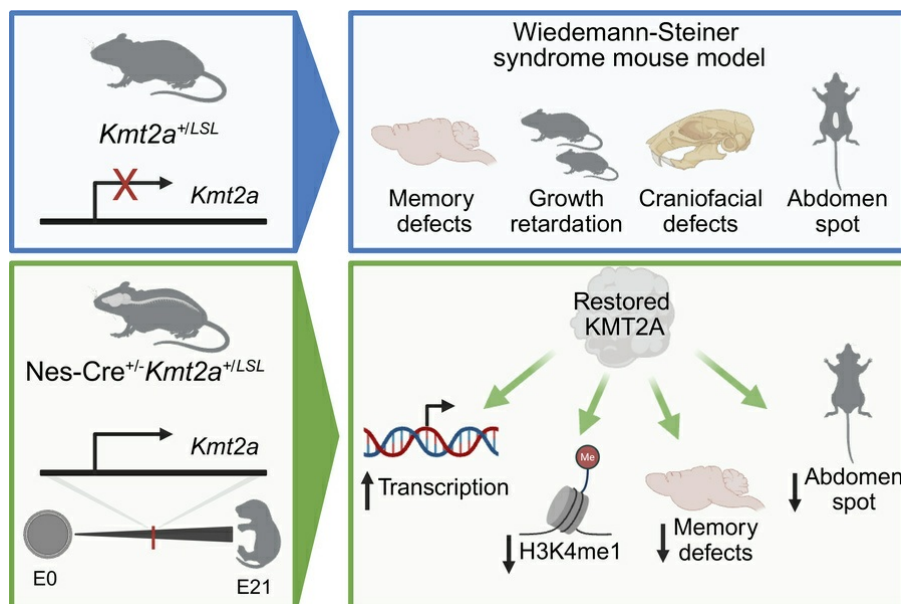 Kmt2a+/LSL
X
Kmt2a
Wiedemann-Steiner
syndrome mouse model
Memory
defects
Growth
retardation
Craniofacial
defects
Abdomen
spot
Nes-Cre+/-Kmt2a+/LSL
Kmt2a
E0
E21
Restored
KMT2A
Transcription
Me
H3K4me1
Memory
defects
Abdomen
spot